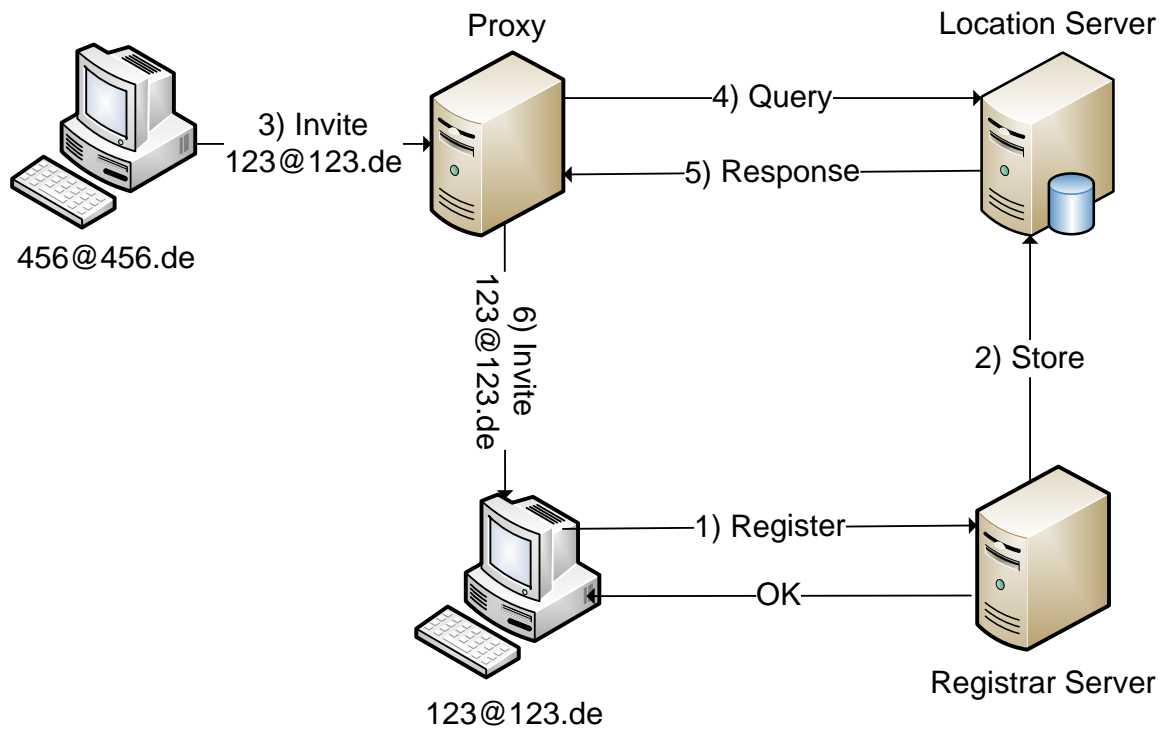 Proxy
Location Server
3) Invite
123@123.de
4) Query
5) Response
456@456.de
6) Invite
123@123.de
2) Store
1) Register
OK
Registrar Server
123@123.de